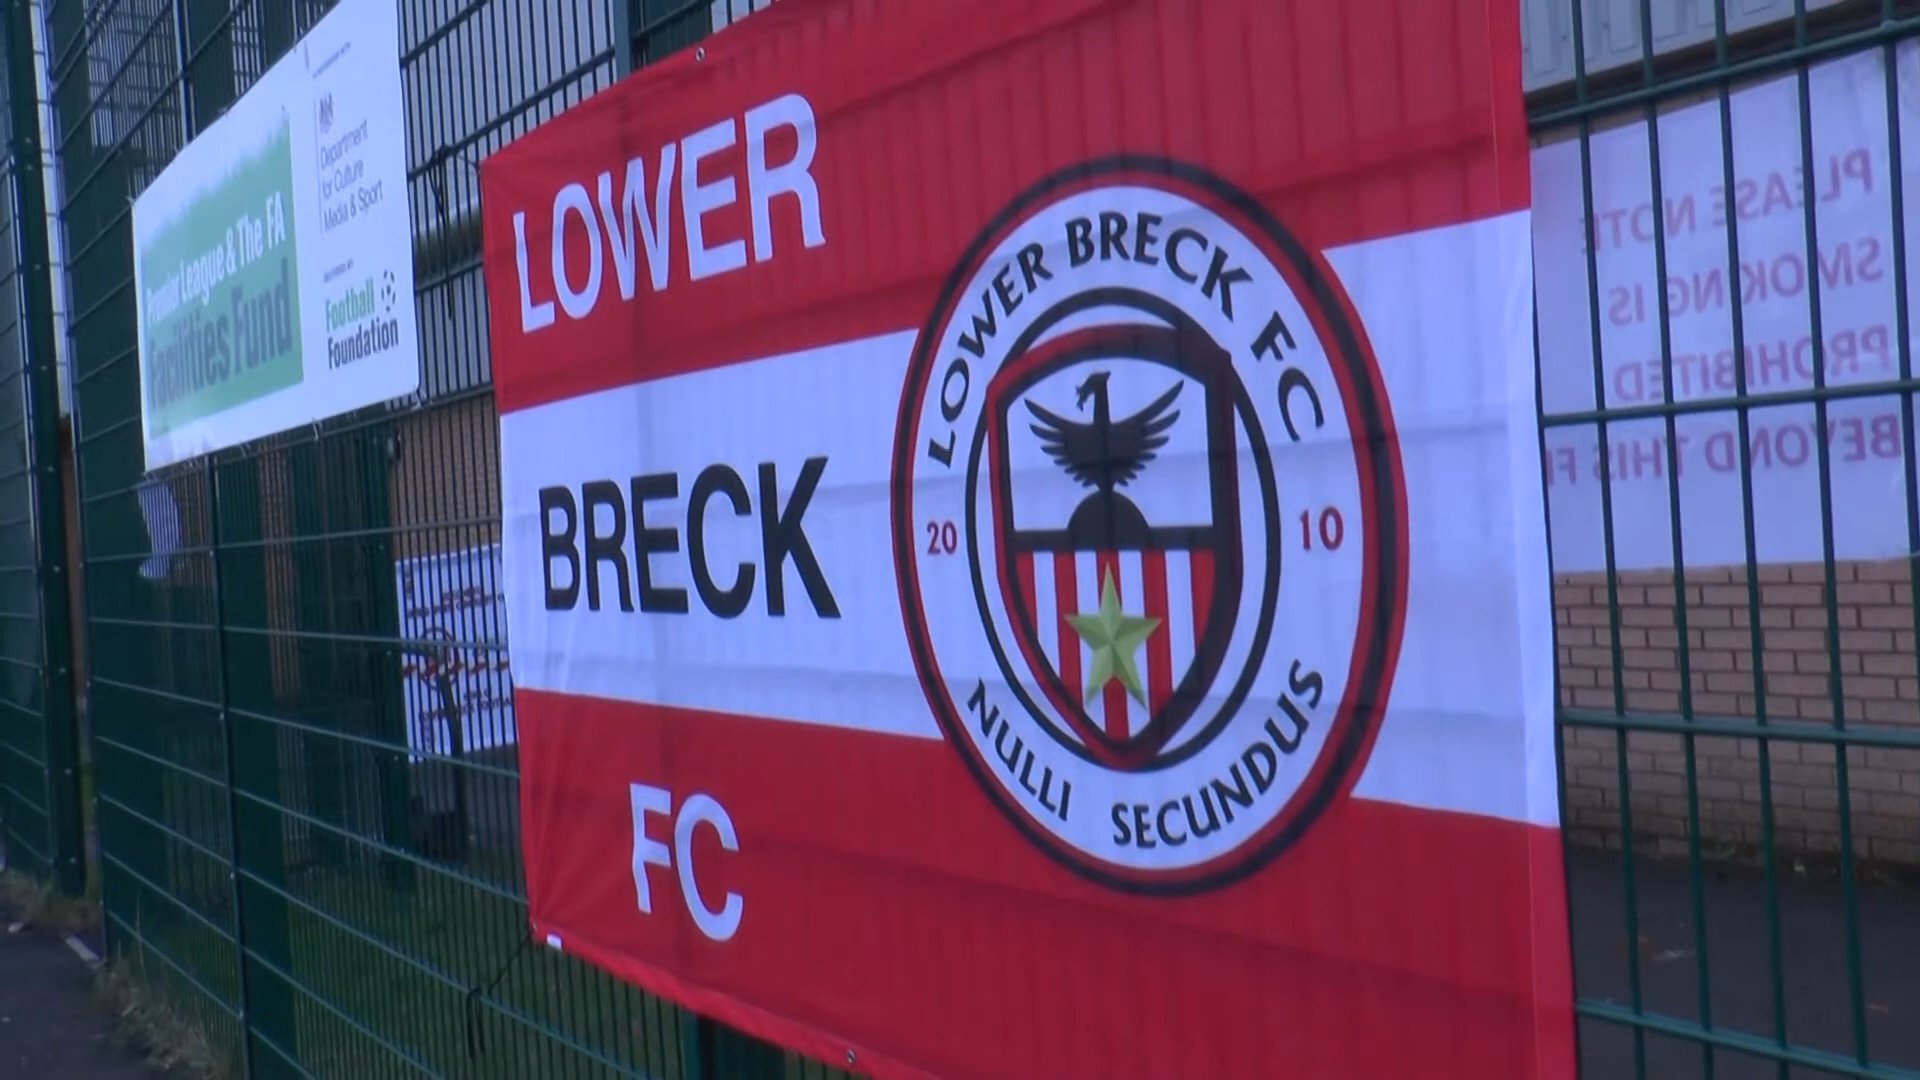 Department
for Culture
Media & Sport
Premier League & The FA
Facilities Fund
Football
Foundation
LOWER
BRECK
FC
LOWER BRECK FC
20 10
NULLI SECUNDUS
PLEASE NOTE
SMOKING IS
PROHIBITED
BEYOND THIS